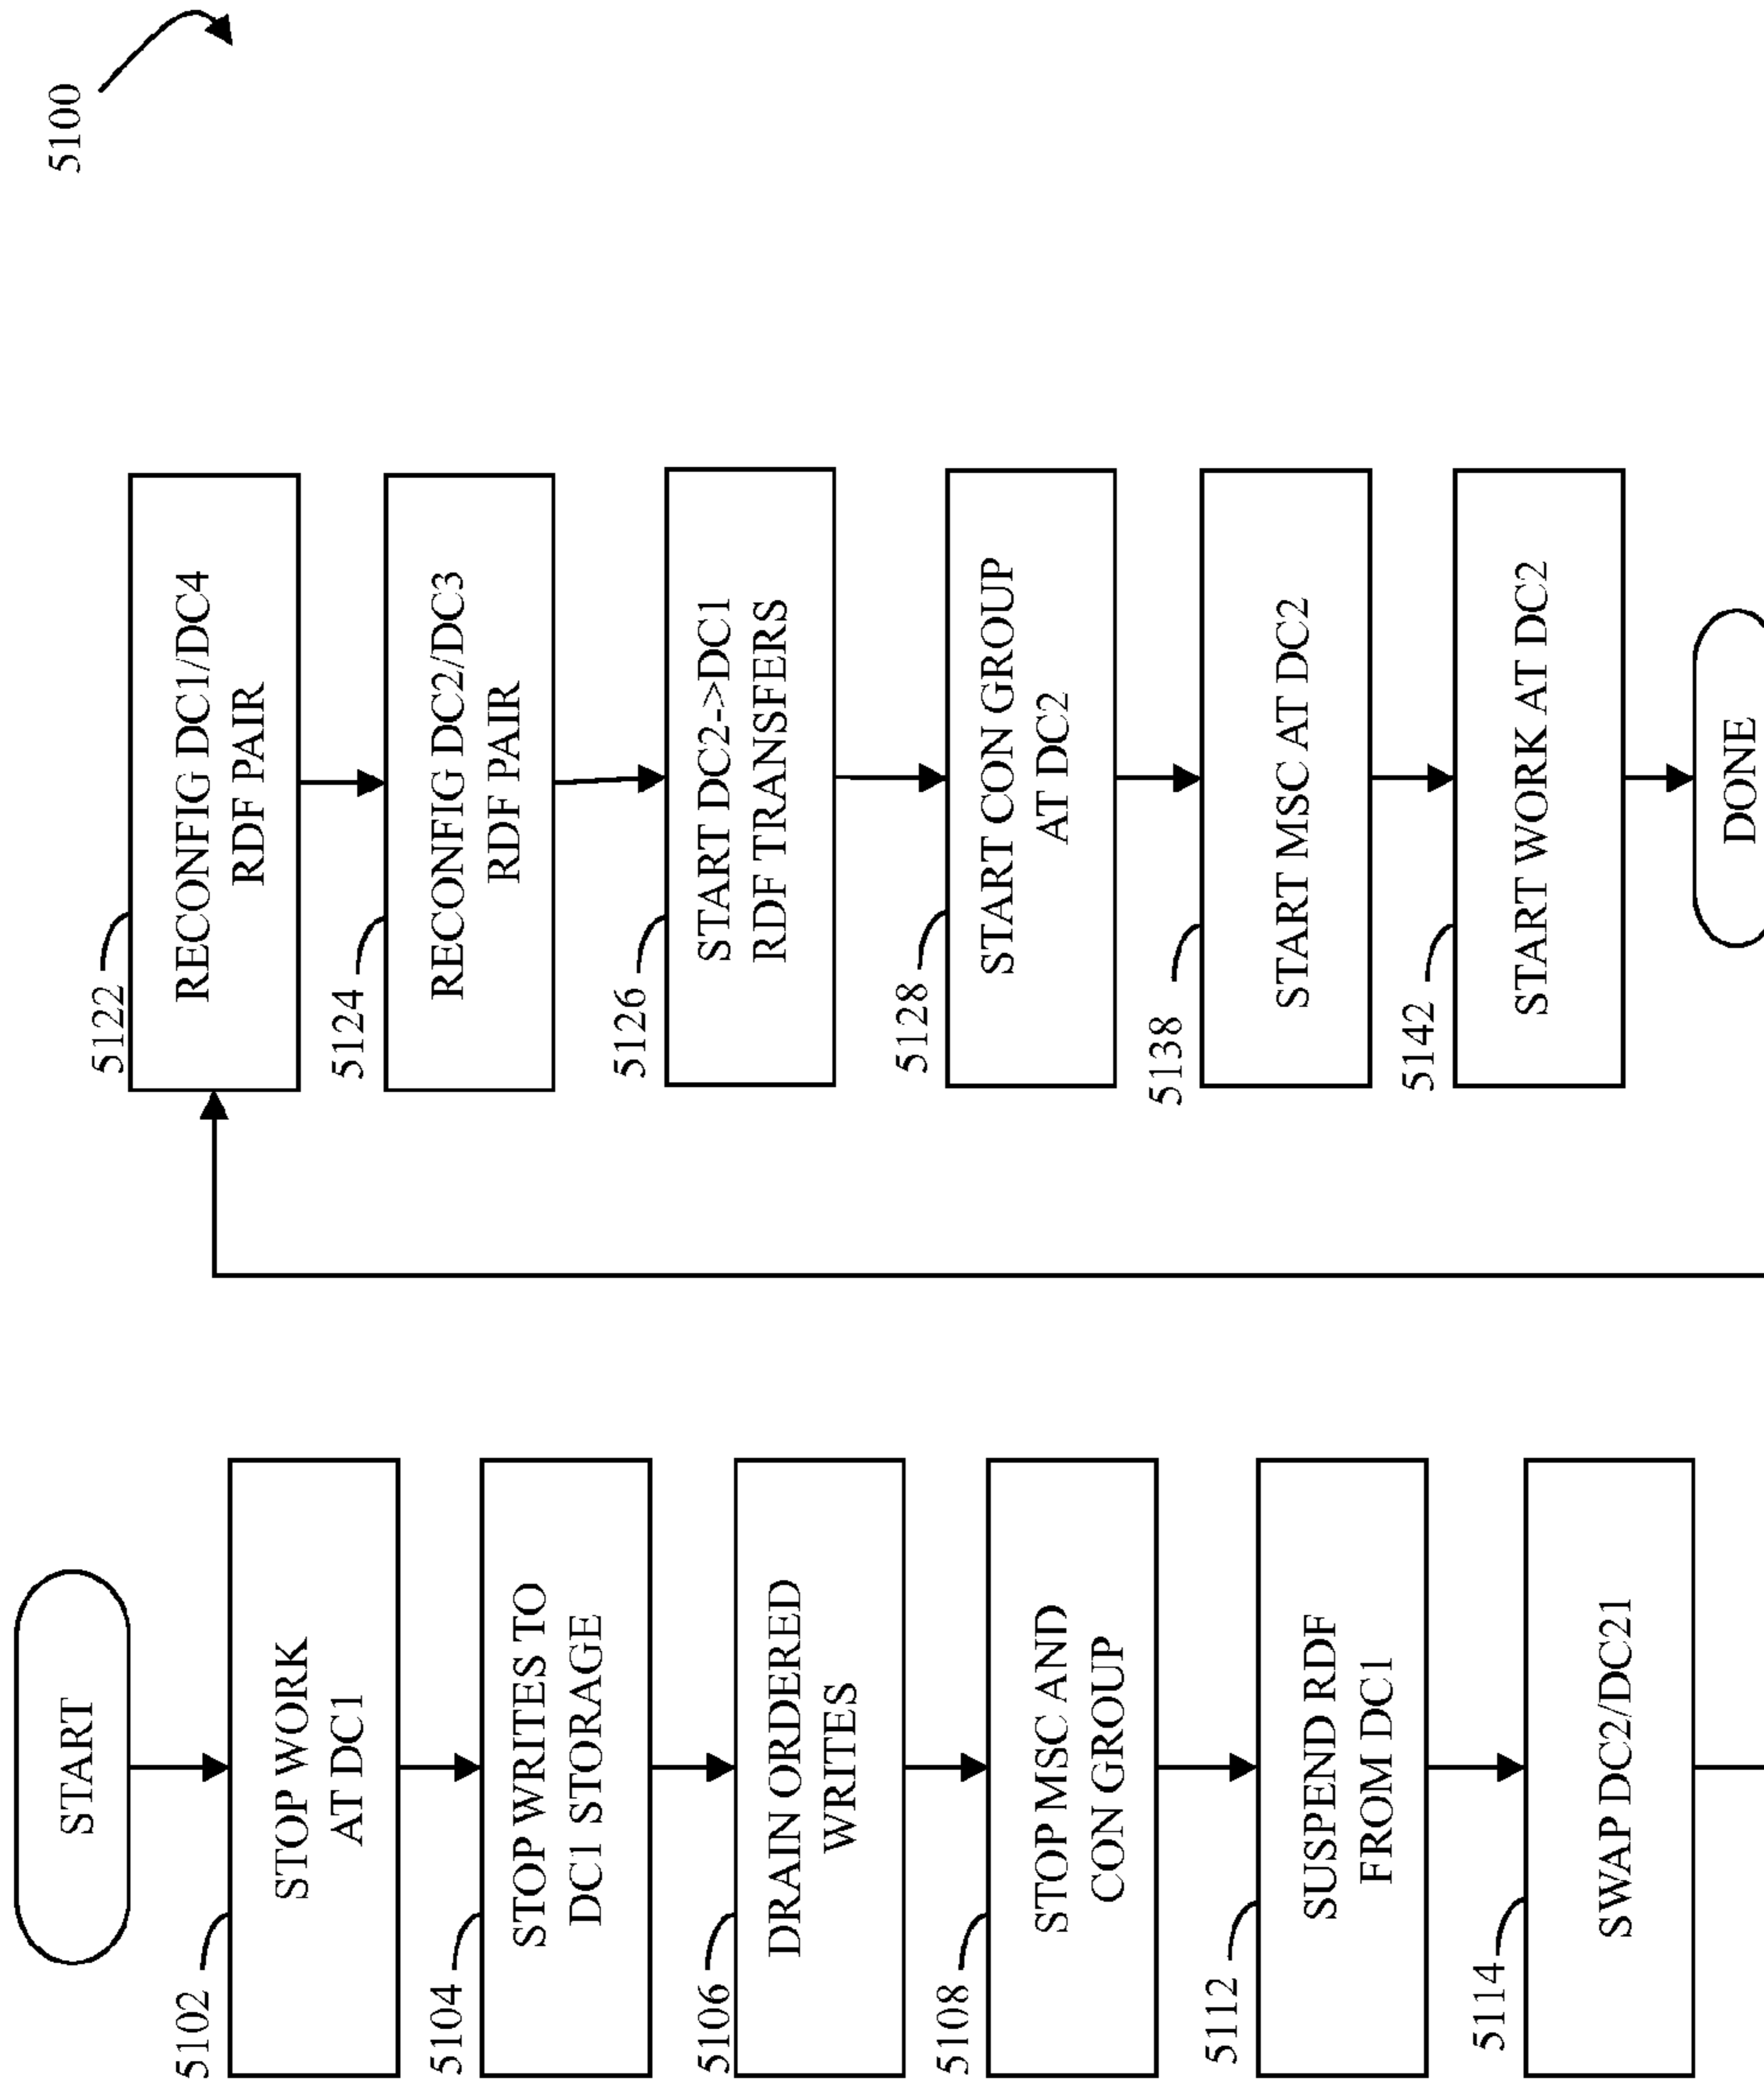 5100
START
5102
STOP WORK
AT DC1
5104
STOP WRITES TO
DC1 STORAGE
5106
DRAIN ORDERED
WRITES
5108
STOP MSC AND
CON GROUP
5112
SUSPEND RDF
FROM DC1
5114
SWAP DC2/DC21
5122
RECONFIG DC1/DC4
RDF PAIR
5124
RECONFIG DC2/DC3
RDF PAIR
5126
START DC2->DC1
RDF TRANSFERS
5128
START CON GROUP
AT DC2
5138
START MSC AT DC2
5142
START WORK AT DC2
DONE